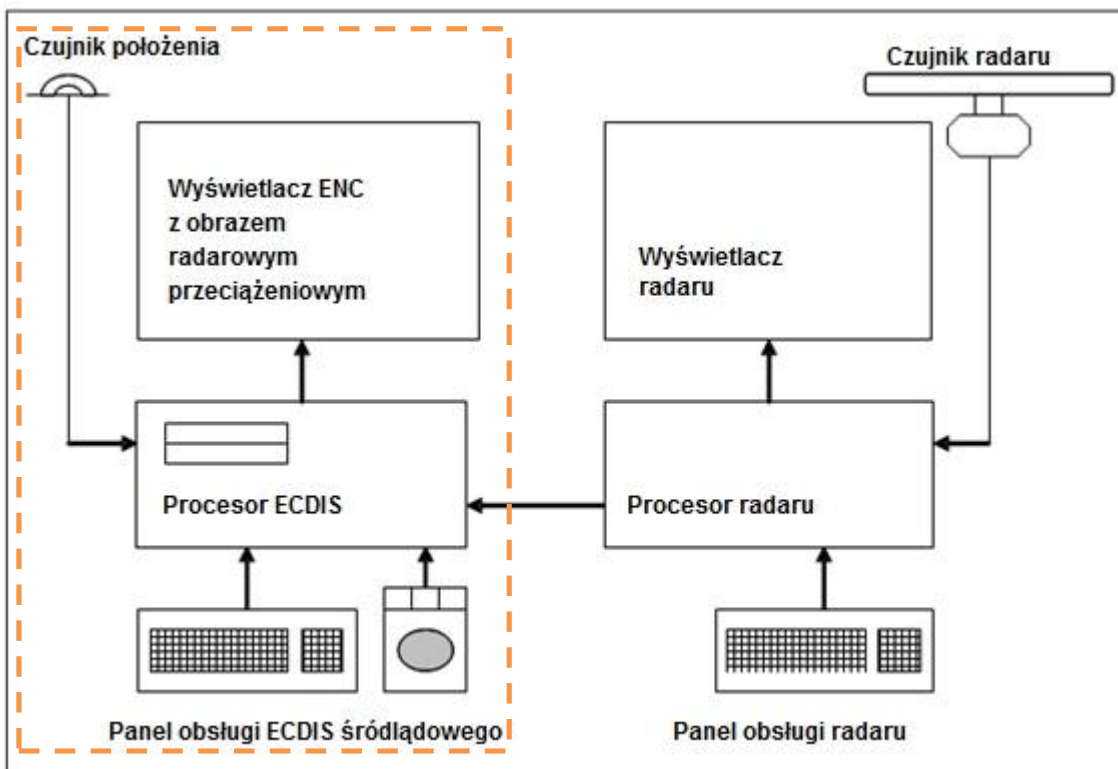 Czujnik położenia
Czujnik radaru
Wyświetlacz ENC
z obrazem
radarowym
przeciążeniowym
Wyświetlacz
radaru
Procesor ECDIS
Procesor radaru
Panel obsługi ECDIS śródlądowego
Panel obsługi radaru